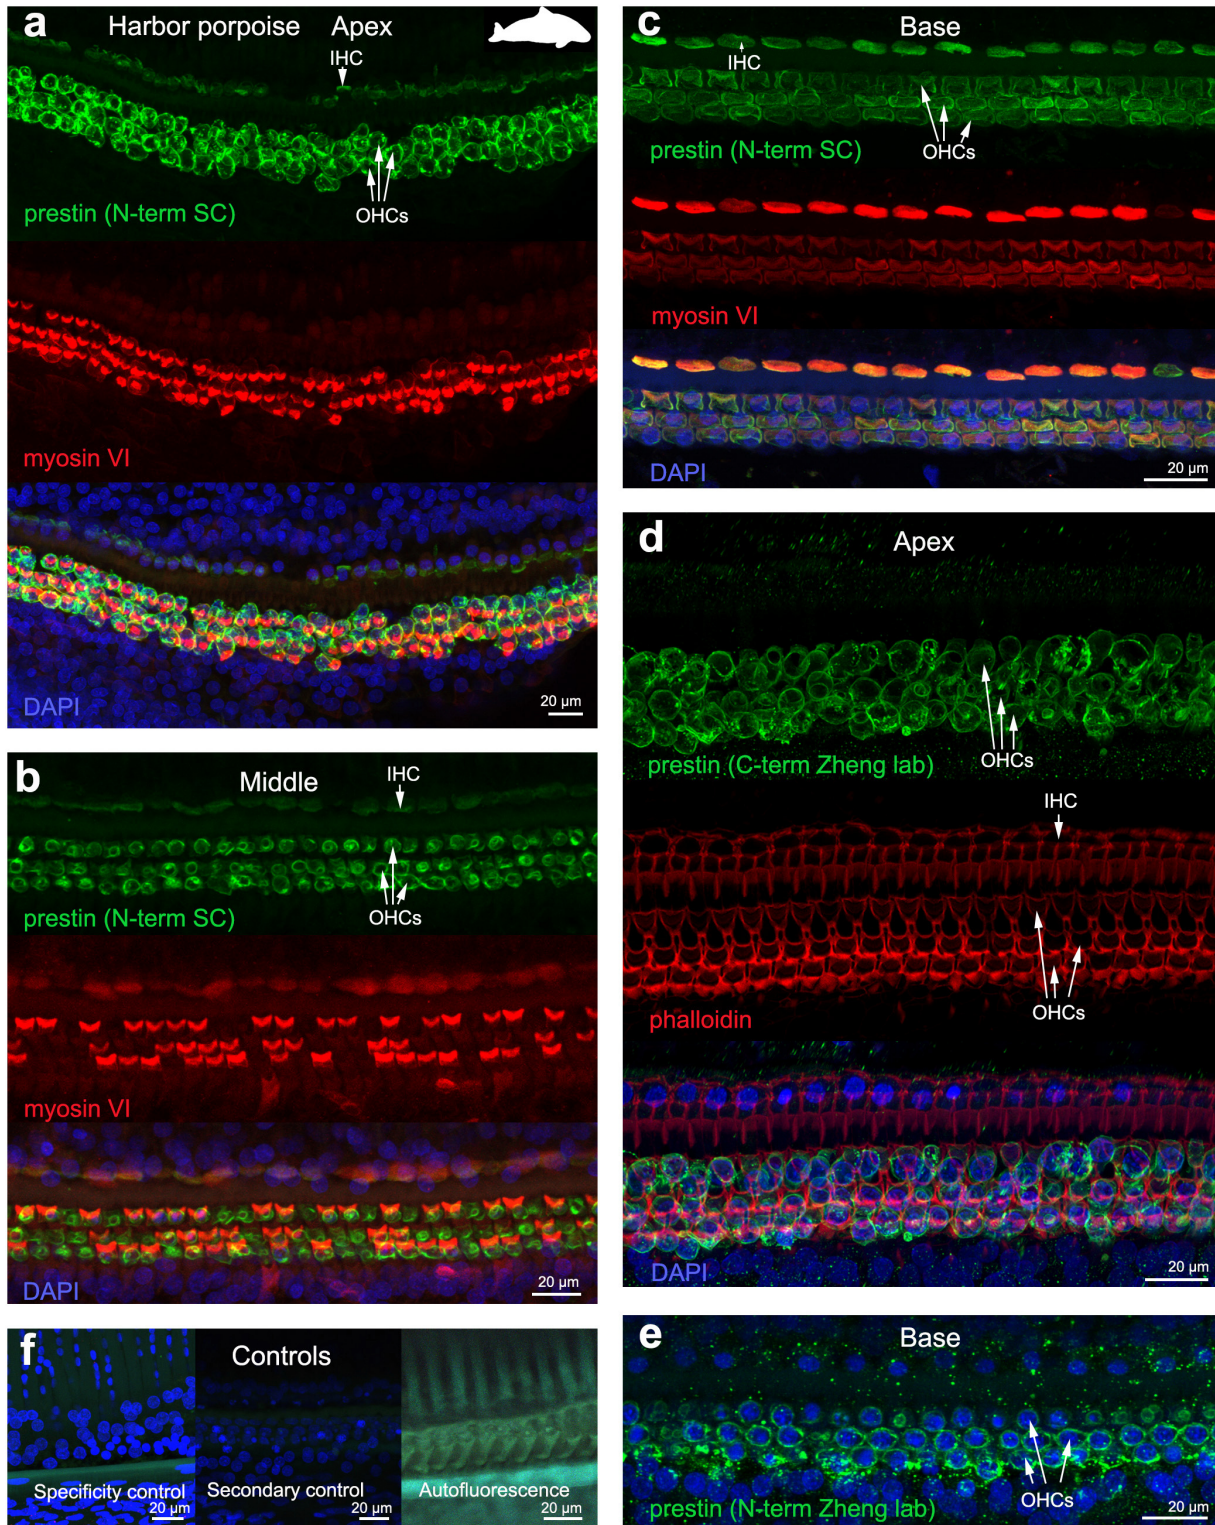 a
Harbor porpoise
Apex
IHC
OHCs
prestin (N-term SC)
myosin VI
DAPI
20 µm
b
Middle
IHC
OHCs
prestin (N-term SC)
myosin VI
DAPI
20 µm
f
Controls
Specificity control
20 µm
Secondary control
20 µm
Autofluorescence
20 µm
c
Base
IHC
OHCs
prestin (N-term SC)
myosin VI
DAPI
20 µm
d
Apex
OHCs
prestin (C-term Zheng lab)
IHC
OHCs
phalloidin
DAPI
20 µm
e
Base
OHCs
prestin (N-term Zheng lab)
20 µm